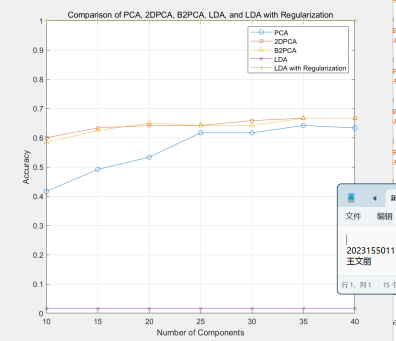 Comparison of PCA, 2DPCA, B2PCA, LDA, and LDA with Regularization
PCA
2DPCA
B2PCA
LDA
LDA with Regularization
Accuracy
1
0.9
0.8
0.7
0.6
0.5
0.4
0.3
0.2
0.1
0
10
15
20
25
30
35
40
Number of Components
文件 编辑
2023155011
王文丽
行 1, 列 1 15 个